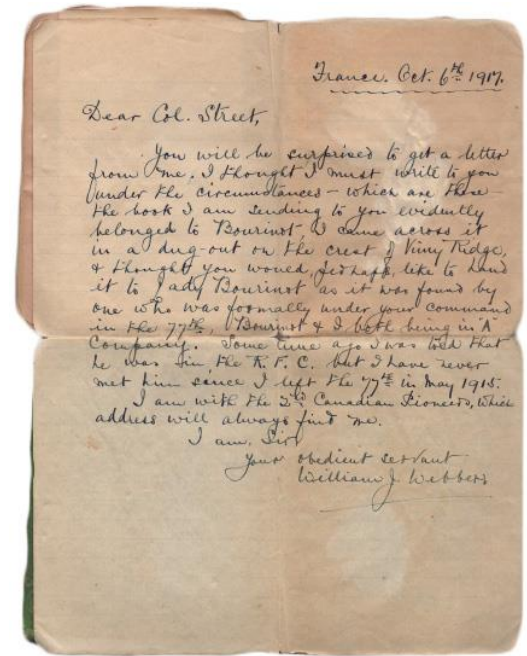 France. Oct. 6th 1917.
Dear Col. Street,
You will be surprised to get a letter
from me. I thought I must write to you
under the circumstances - which are these -
the book I am sending to you evidently
belonged to Bourinot, I came across it
in a dug-out on the crest of Vimy Ridge,
& thought you would, perhaps, like to hand
it to Lady Bourinot as it was found by
one who was formally under your command
in the 77th, Bourinot & I both being in "A"
Company. Some time ago I was told that
he was in the R.F.C. but I have never
met him since I left the 77th in May 1915.
I am with the 2nd Canadian Pioneers, which
address will always find me.
I am, Sir
Your obedient servant
William J. Webbers